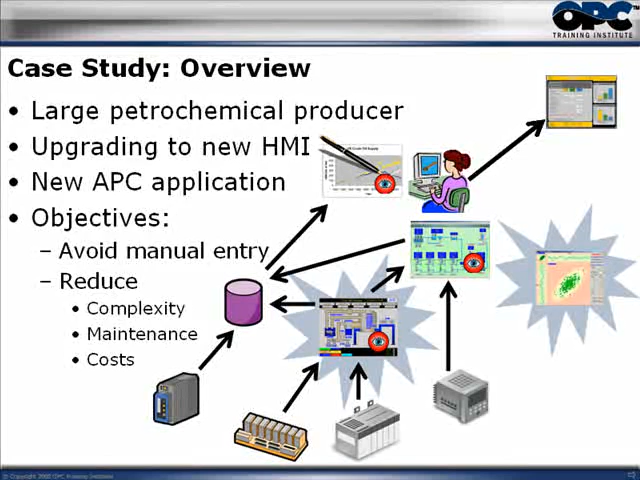 OPC
TRAINING INSTITUTE
Case Study: Overview
• Large petrochemical producer
• Upgrading to new HMI
• New APC application
• Objectives:
– Avoid manual entry
– Reduce
• Complexity
• Maintenance
• Costs